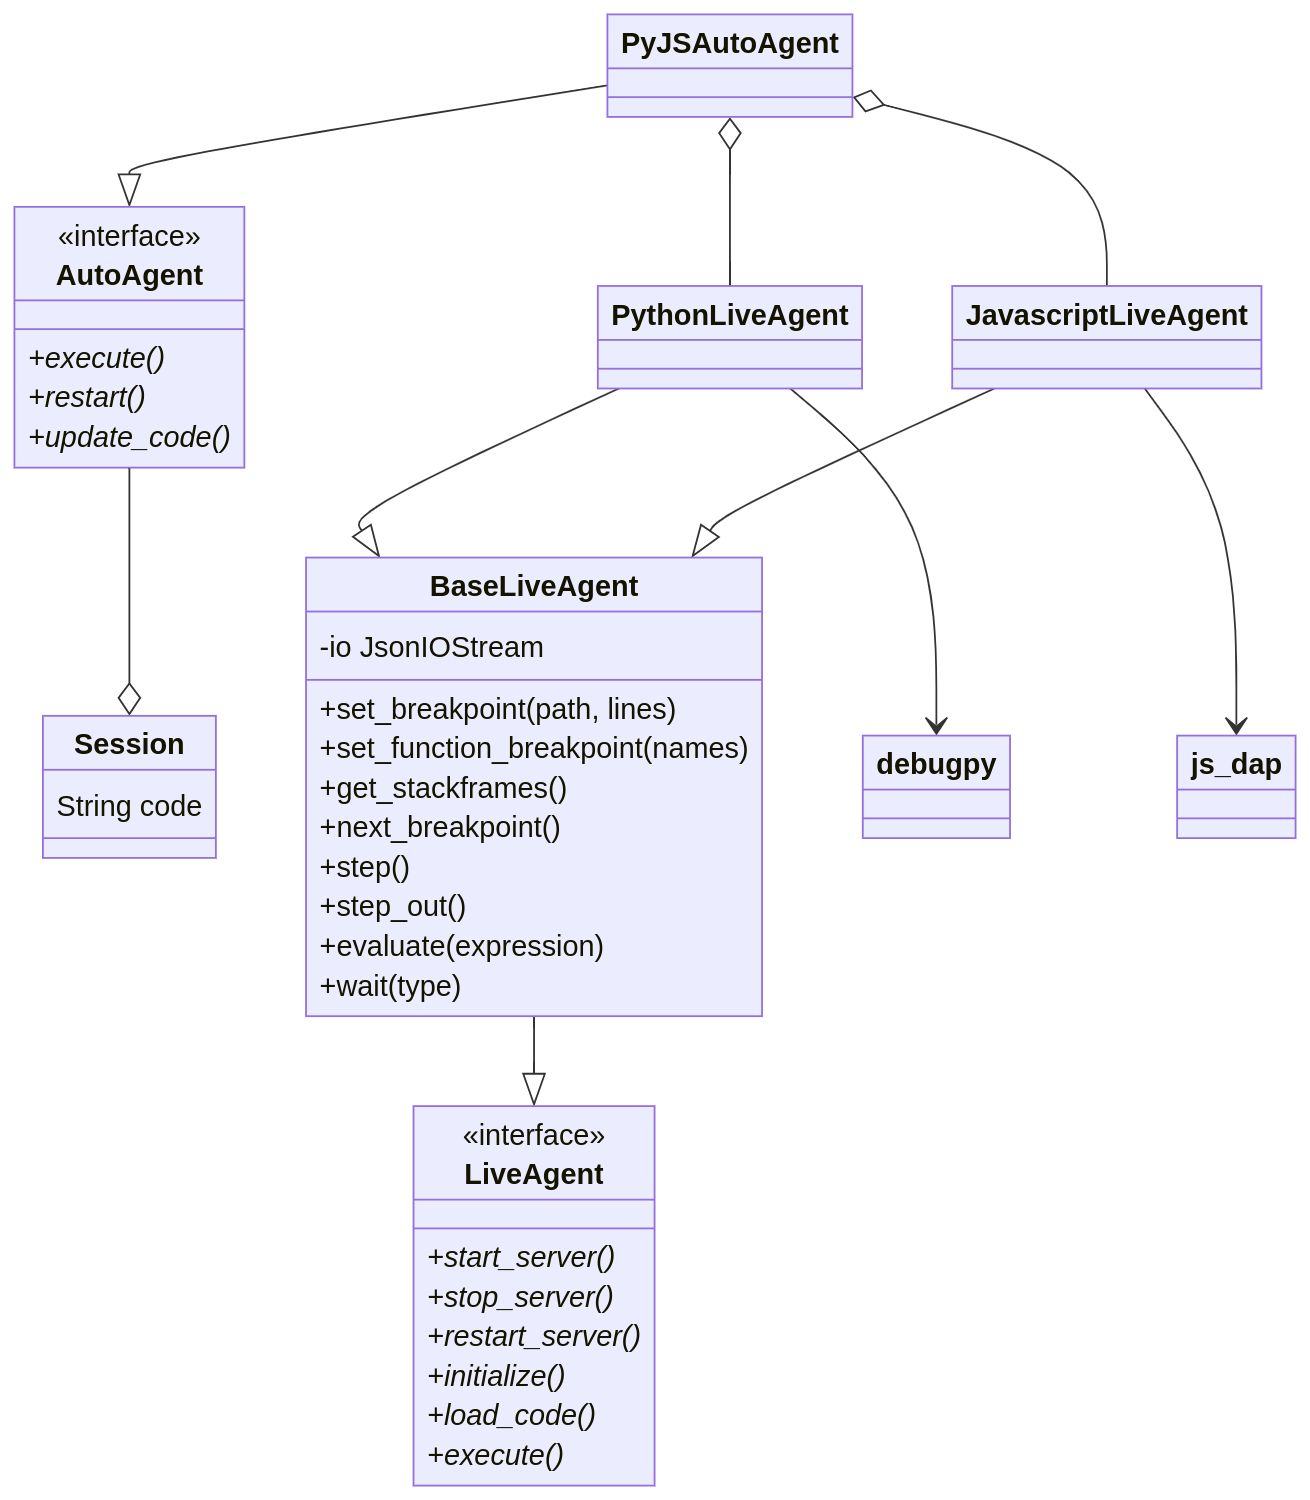 PyJSAutoAgent
«interface»
AutoAgent
+execute()
+restart()
+update_code()
PythonLiveAgent
JavascriptLiveAgent
BaseLiveAgent
-io JsonIOStream
+set_breakpoint(path, lines)
+set_function_breakpoint(names)
+get_stackframes()
+next_breakpoint()
+step()
+step_out()
+evaluate(expression)
+wait(type)
Session
String code
debugpy
js_dap
«interface»
LiveAgent
+start_server()
+stop_server()
+restart_server()
+initialize()
+load_code()
+execute()